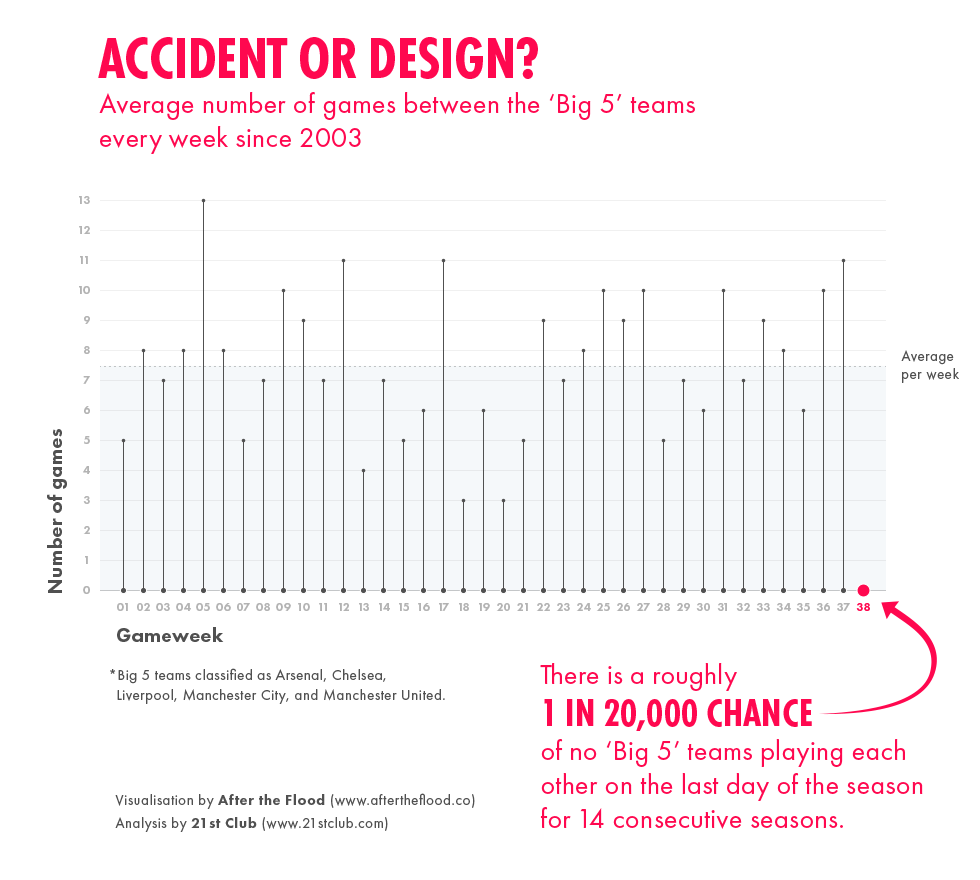 ACCIDENT OR DESIGN?
Average number of games between the ‘Big 5’ teams
every week since 2003
13
12
11
10
9
8
7
6
5
4
3
2
1
0
Number of games
Average
per week
01 02 03 04 05 06 07 08 09 10 11 12 13 14 15 16 17 18 19 20 21 22 23 24 25 26 27 28 29 30 31 32 33 34 35 36 37 38
Gameweek
*Big 5 teams classified as Arsenal, Chelsea,
Liverpool, Manchester City, and Manchester United.
There is a roughly
1 IN 20,000 CHANCE
of no ‘Big 5’ teams playing each
other on the last day of the season
for 14 consecutive seasons.
Visualisation by After the Flood (www.aftertheflood.co)
Analysis by 21st Club (www.21stclub.com)